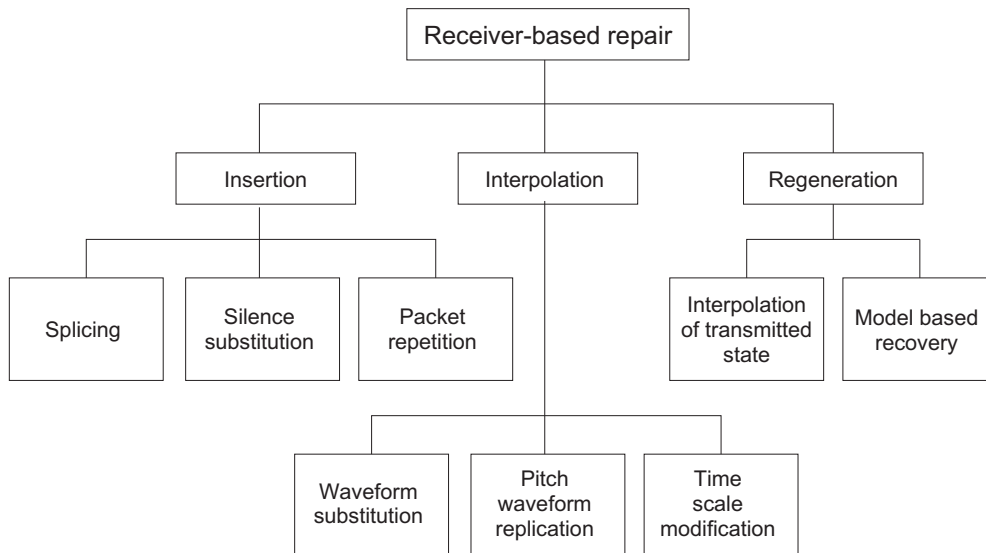 Receiver-based repair
Insertion
Interpolation
Regeneration
Splicing
Silence
substitution
Packet
repetition
Interpolation
of transmitted
state
Model based
recovery
Waveform
substitution
Pitch
waveform
replication
Time
scale
modification